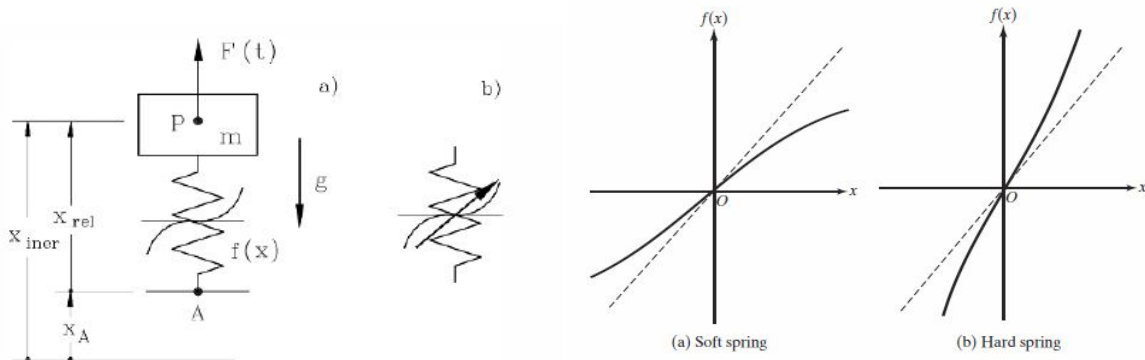 F(t)
a)
b)
P
m
g
x_rel
x_iner
f(x)
A
x_A
f(x)
x
O
(a) Soft spring
f(x)
x
O
(b) Hard spring